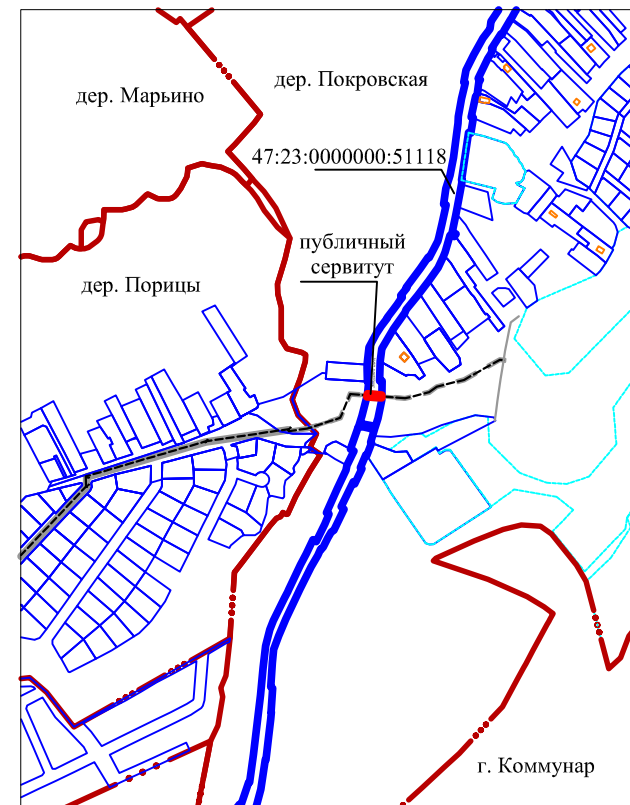 дер. Покровская
дер. Марьино
47:23:0000000:51118
публичный
сервитут
дер. Порицы
г. Коммунар